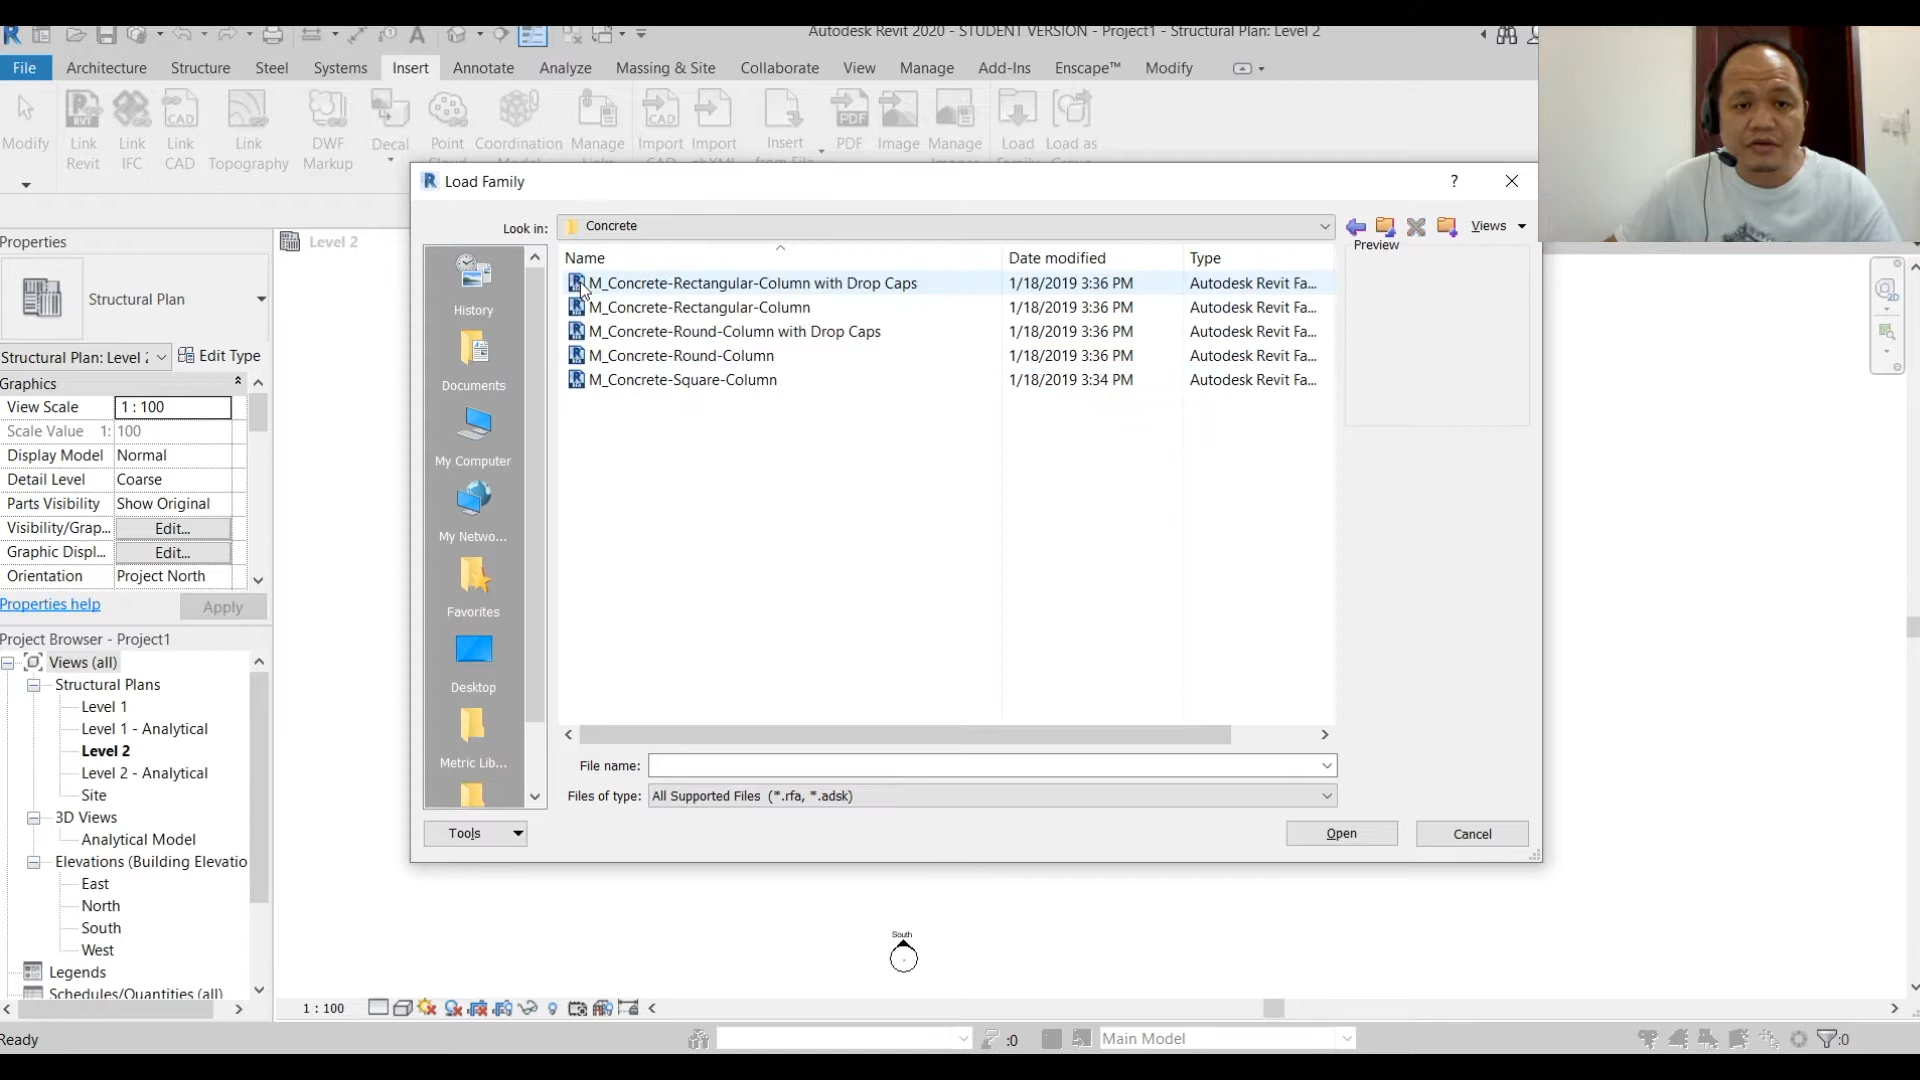 Autodesk Revit 2020 - STUDENT VERSION - Project1 - Structural Plan: Level 2
File Architecture Structure Steel Systems Insert Annotate Analyze Massing & Site Collaborate View Manage Add-Ins Enscape™ Modify
Modify
Link Revit
Link IFC
Link CAD
Link Topography
DWF Markup
Decal
Point
Coordination
Manage
Import
Import
Insert
PDF
Image
Manage
Load
Load as
Load Family
Look in: Concrete
Views
Preview
Name Date modified Type
M_Concrete-Rectangular-Column with Drop Caps 1/18/2019 3:36 PM Autodesk Revit Fa...
M_Concrete-Rectangular-Column 1/18/2019 3:36 PM Autodesk Revit Fa...
M_Concrete-Round-Column with Drop Caps 1/18/2019 3:36 PM Autodesk Revit Fa...
M_Concrete-Round-Column 1/18/2019 3:36 PM Autodesk Revit Fa...
M_Concrete-Square-Column 1/18/2019 3:34 PM Autodesk Revit Fa...
History
Documents
My Computer
My Netwo...
Favorites
Desktop
Metric Lib...
File name:
Files of type: All Supported Files (*.rfa, *.adsk)
Tools
Open
Cancel
Properties
Level 2
Structural Plan
Structural Plan: Level 2
Edit Type
Graphics
View Scale 1 : 100
Scale Value 1: 100
Display Model Normal
Detail Level Coarse
Parts Visibility Show Original
Visibility/Grap... Edit...
Graphic Displ... Edit...
Orientation Project North
Properties help
Apply
Project Browser - Project1
Views (all)
Structural Plans
Level 1
Level 1 - Analytical
Level 2
Level 2 - Analytical
Site
3D Views
Analytical Model
Elevations (Building Elevatio
East
North
South
West
Legends
Schedules/Quantities (all)
South
1 : 100
Ready
:0
Main Model
:0